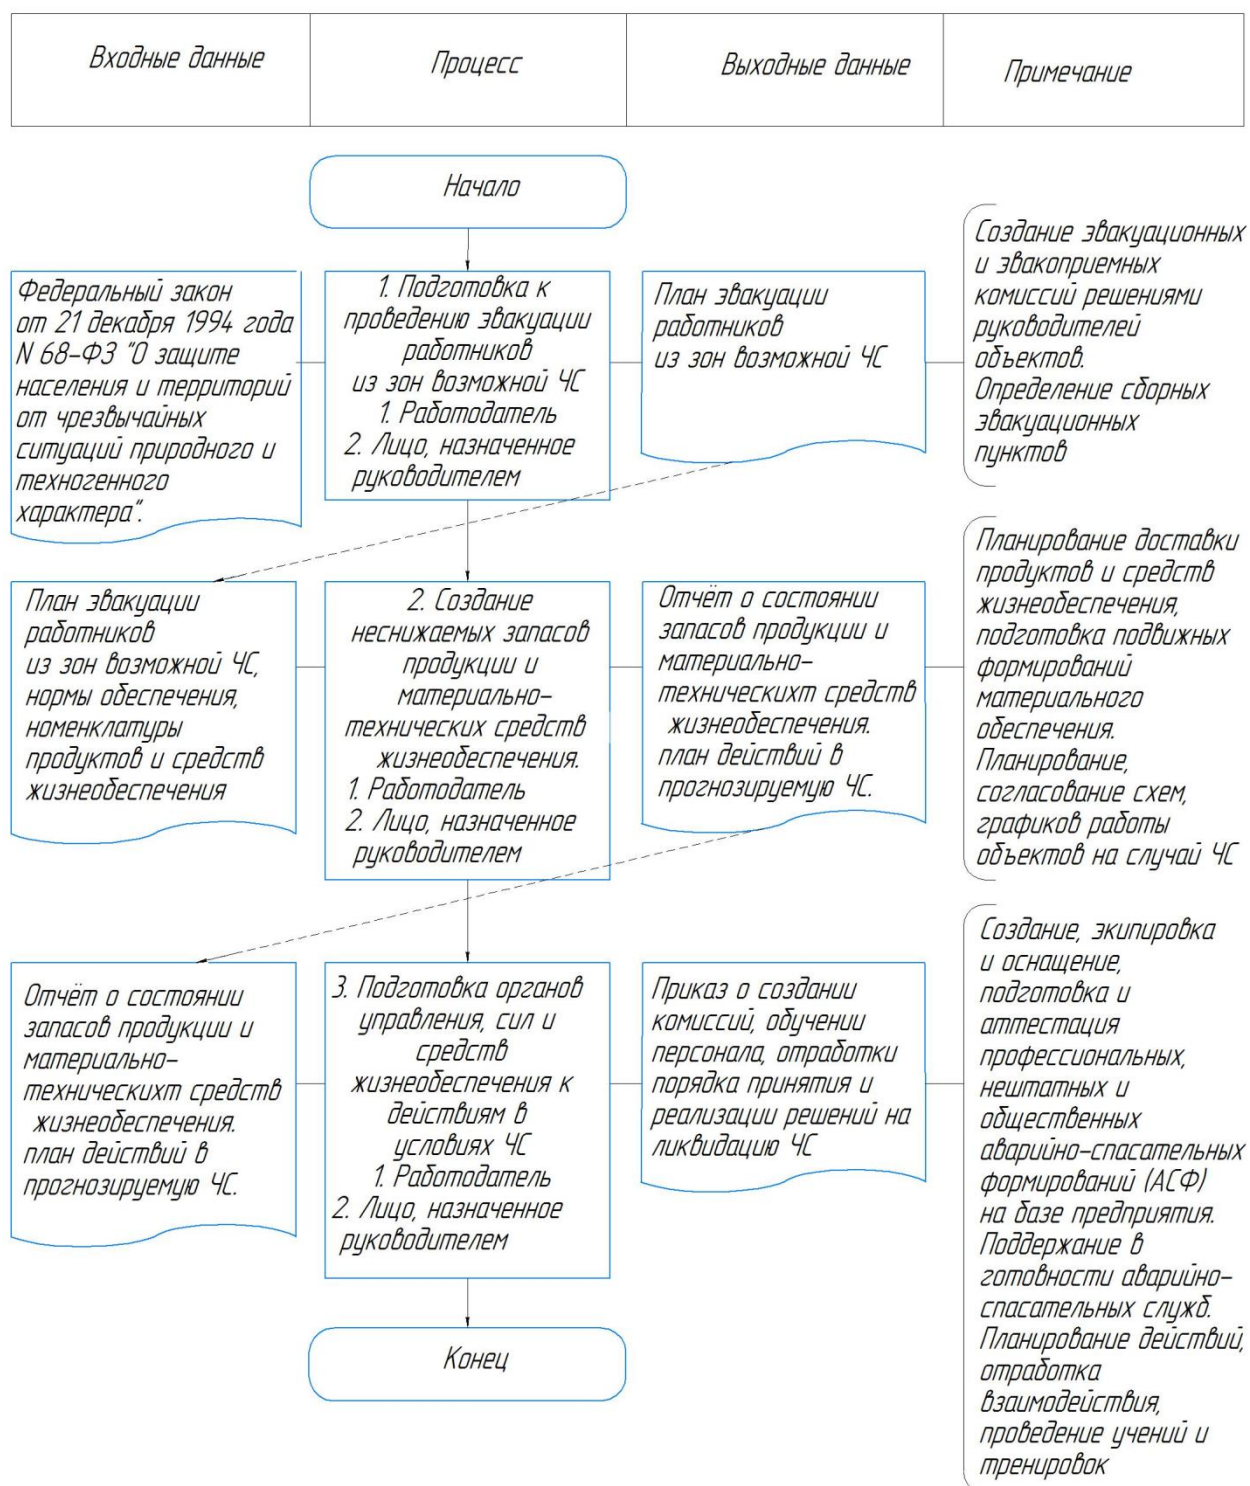 Входные данные
Процесс
Выходные данные
Примечание
Начало
Федеральный закон
от 21 декабря 1994 года
N 68-ФЗ "О защите
населения и территорий
от чрезвычайных
ситуаций природного и
техногенного
характера".
1. Подготовка к
проведению эвакуации
работников
из зон возможной ЧС
1. Работодатель
2. Лицо, назначенное
руководителем
План эвакуации
работников
из зон возможной ЧС
Создание эвакуационных
и эвакоприемных
комиссий решениями
руководителей
объектов.
Определение сборных
эвакуационных
пунктов
План эвакуации
работников
из зон возможной ЧС,
нормы обеспечения,
номенклатуры
продуктов и средств
жизнеобеспечения
2. Создание
неснижаемых запасов
продукции и
материально-
технических средств
жизнеобеспечения.
1. Работодатель
2. Лицо, назначенное
руководителем
Отчёт о состоянии
запасов продукции и
материально-
техническихт средств
жизнеобеспечения.
план действий в
прогнозируемую ЧС.
Планирование доставки
продуктов и средств
жизнеобеспечения,
подготовка подвижных
формирований
материального
обеспечения.
Планирование,
согласование схем,
графиков работы
объектов на случай ЧС
Отчёт о состоянии
запасов продукции и
материально-
техническихт средств
жизнеобеспечения.
план действий в
прогнозируемую ЧС.
3. Подготовка органов
управления, сил и
средств
жизнеобеспечения к
действиям в
условиях ЧС
1. Работодатель
2. Лицо, назначенное
руководителем
Приказ о создании
комиссий, обучении
персонала, отработки
порядка принятия и
реализации решений на
ликвидацию ЧС
Создание, экипировка
и оснащение,
подготовка и
аттестация
профессиональных,
нештатных и
общественных
аварийно-спасательных
формирований (АСФ)
на базе предприятия.
Поддержание в
готовности аварийно-
спасательных служб.
Планирование действий,
отработка
взаимодействия,
проведение учений и
тренировок
Конец